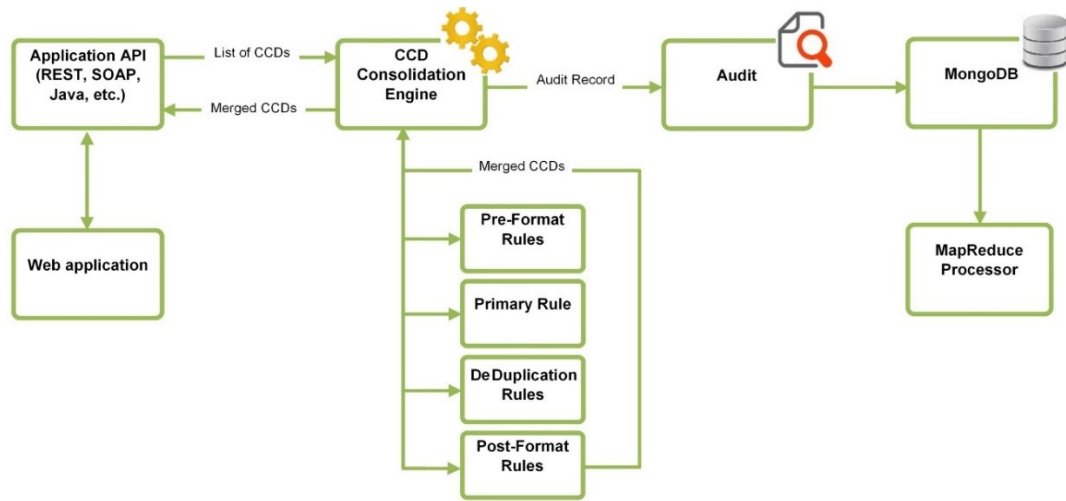 Application API
(REST, SOAP,
Java, etc.)
List of CCDs
Merged CCDs
CCD
Consolidation
Engine
Audit Record
Audit
MongoDB
Merged CCDs
Web application
Pre-Format
Rules
Primary Rule
DeDuplication
Rules
Post-Format
Rules
MapReduce
Processor